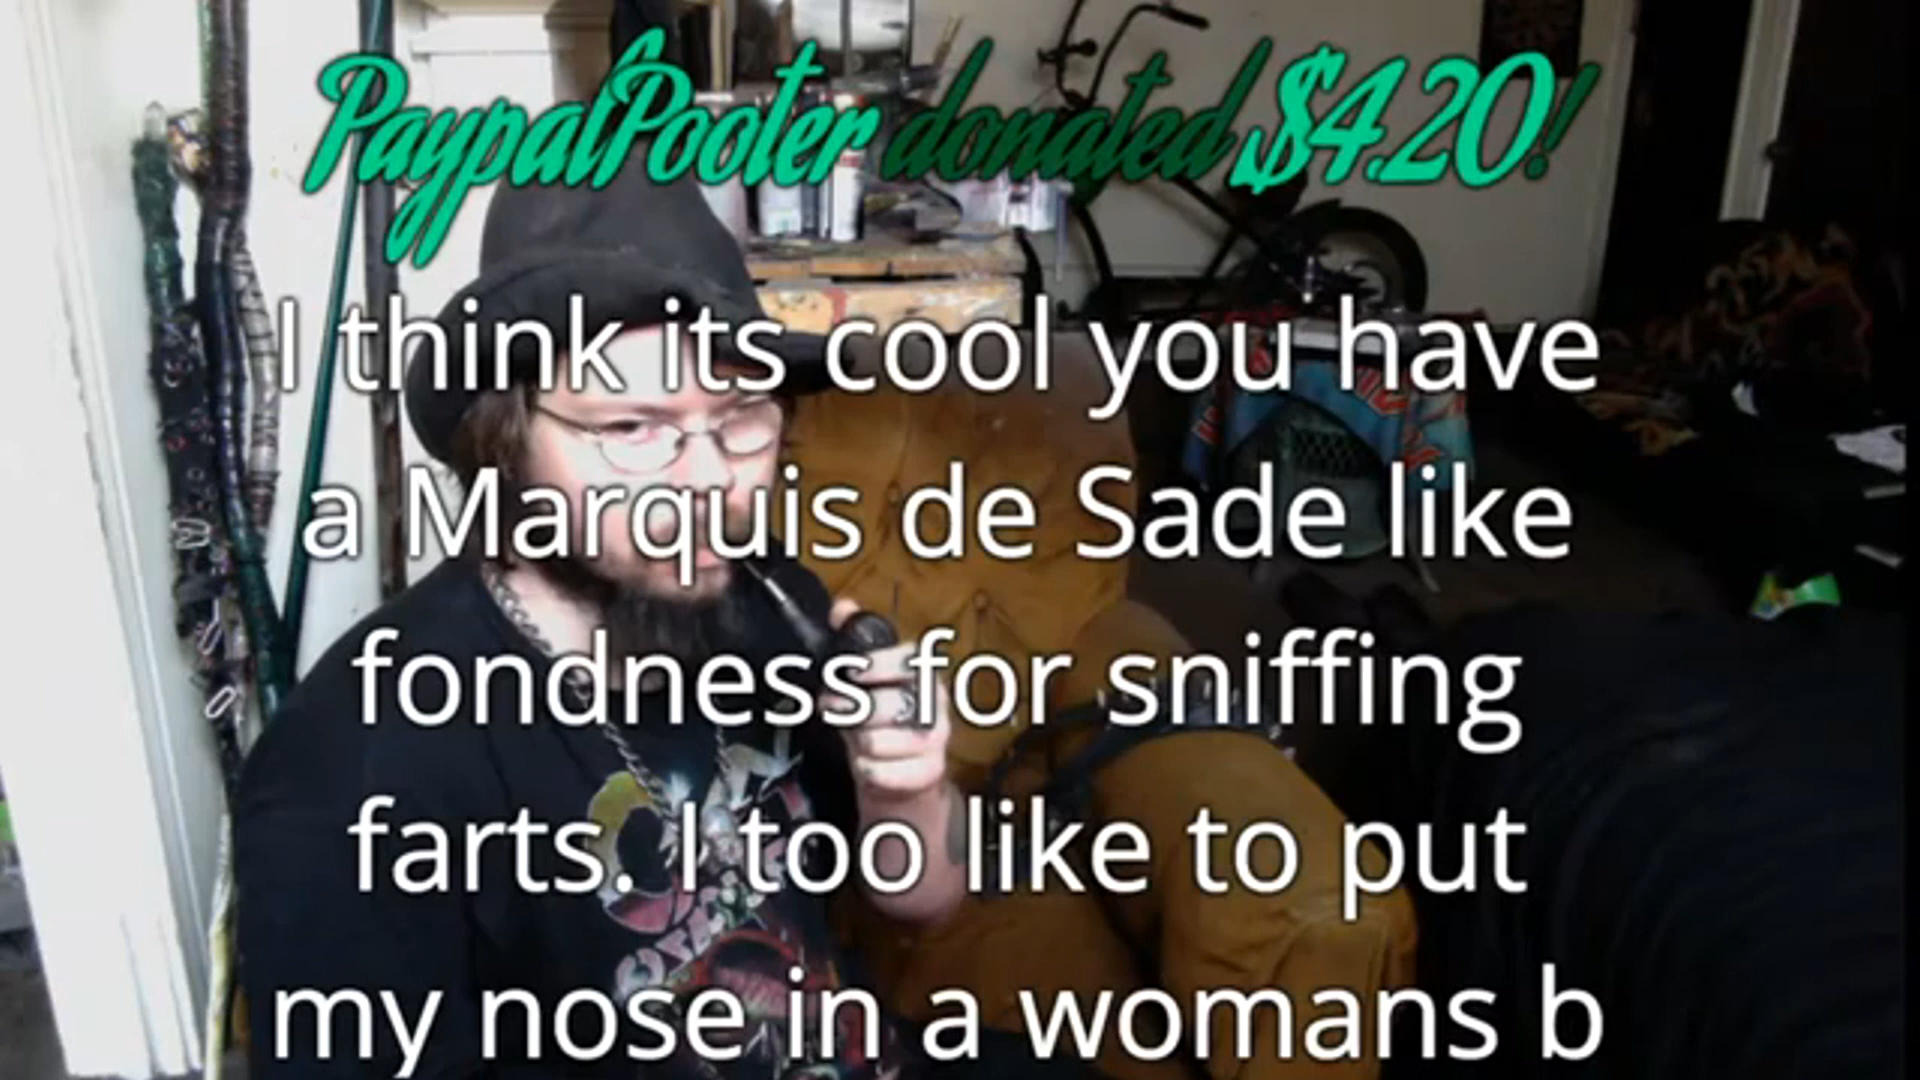 PaypalPooter donated $4.20!
I think its cool you have
a Marquis de Sade like
fondness for sniffing
farts. I too like to put
my nose in a womans b